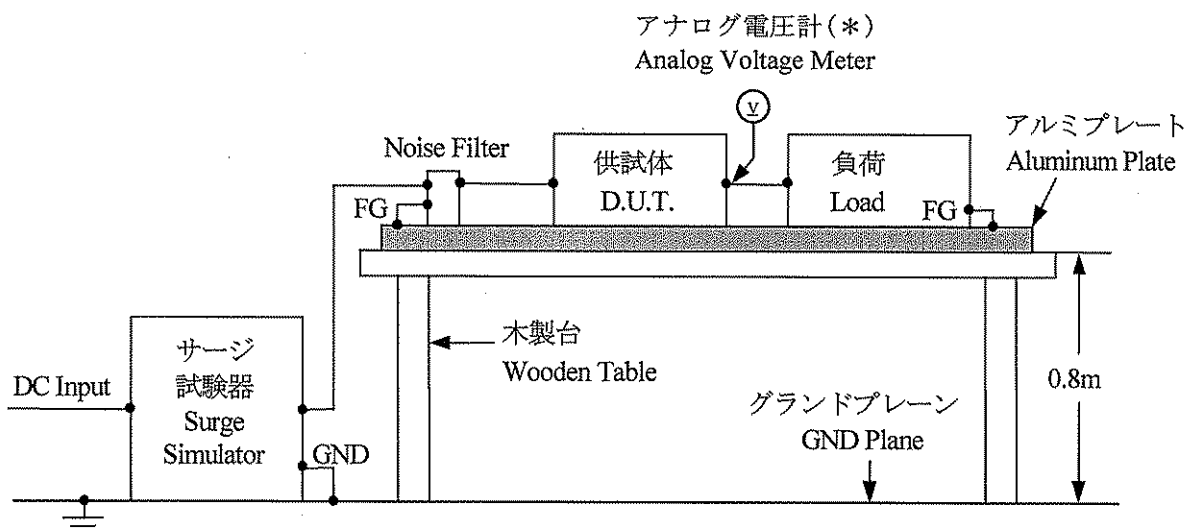 アナログ電圧計(＊)
Analog Voltage Meter
V
アルミプレート
Aluminum Plate
Noise Filter
供試体
D.U.T.
負荷
Load
FG
FG
サージ
試験器
Surge
Simulator
DC Input
GND
木製台
Wooden Table
グランドプレーン
GND Plane
0.8m